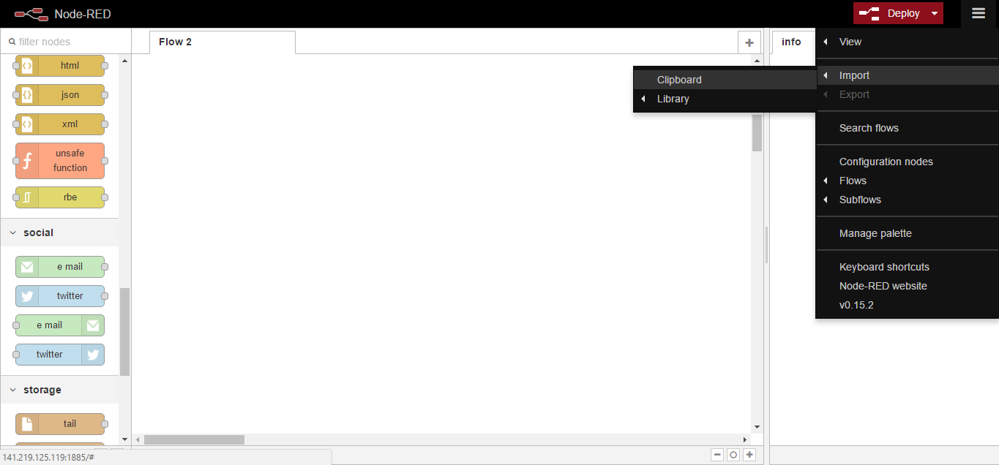 Node-RED
Deploy
filter nodes
Flow 2
info
html
json
xml
unsafe
function
rbe
social
e mail
twitter
e mail
twitter
storage
tail
Clipboard
Library
View
Import
Export
Search flows
Configuration nodes
Flows
Subflows
Manage palette
Keyboard shortcuts
Node-RED website
v0.15.2
141.219.125.119:1885/#